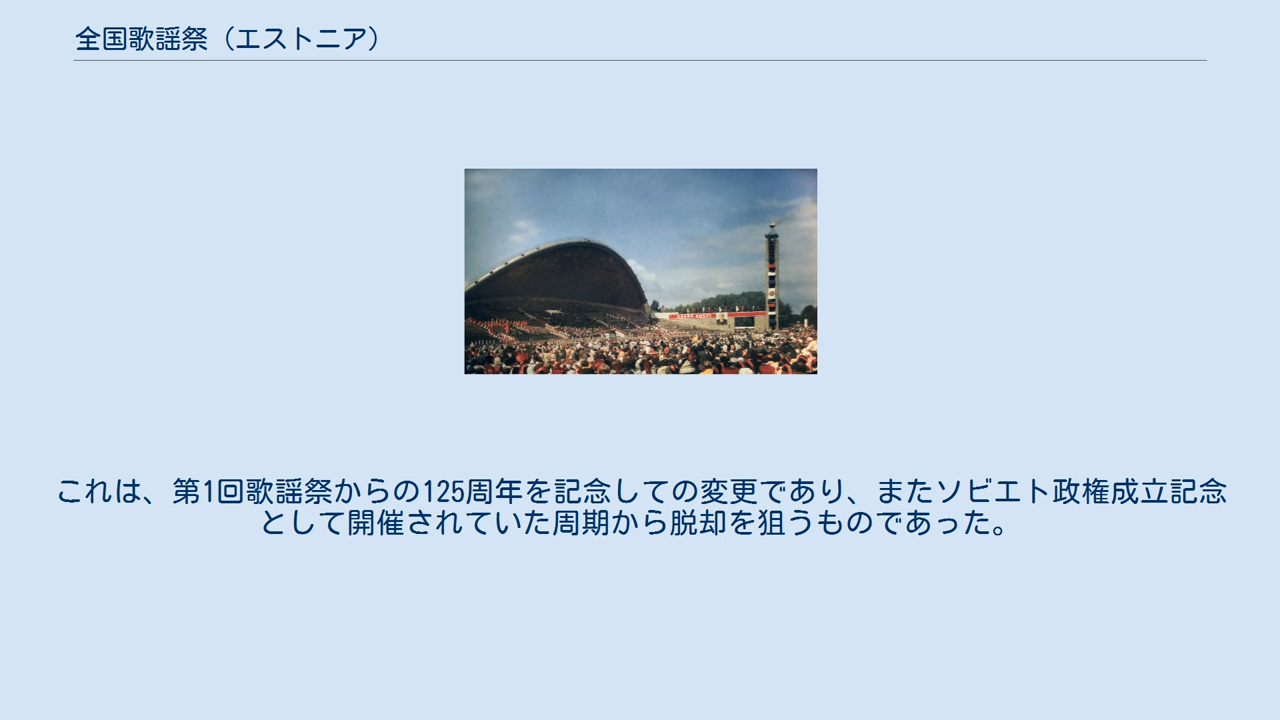 全国歌謡祭（エストニア）
これは、第1回歌謡祭からの125周年を記念しての変更であり、またソビエト政権成立記念
として開催されていた周期から脱却を狙うものであった。